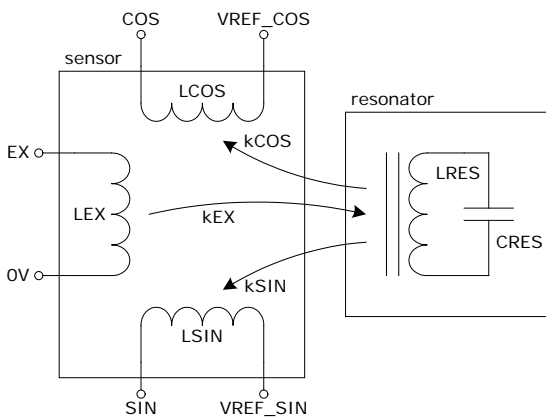 COS VREF_COS
sensor
LCOS
resonator
kCOS
EX
LRES
LEX
kEX
CRES
0V
kSIN
LSIN
SIN VREF_SIN